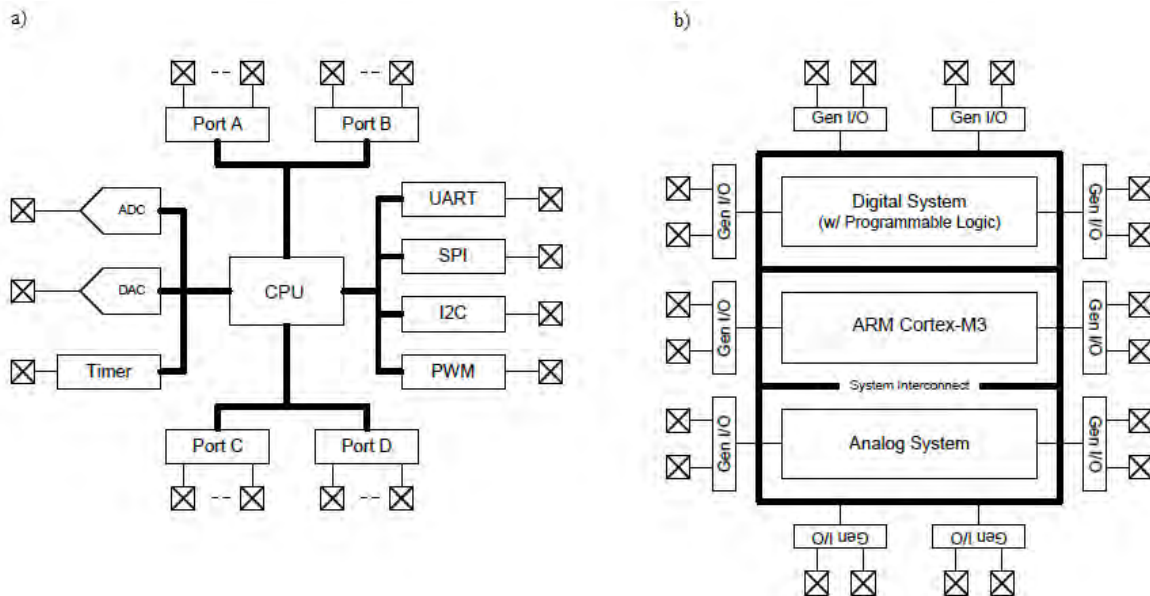 a)
Port A
Port B
ADC
DAC
Timer
CPU
UART
SPI
I2C
PWM
Port C
Port D
b)
Gen I/O
Gen I/O
Gen I/O
Digital System
(w/ Programmable Logic)
Gen I/O
Gen I/O
ARM Cortex-M3
Gen I/O
System Interconnect
Gen I/O
Analog System
Gen I/O
Gen I/O
Gen I/O